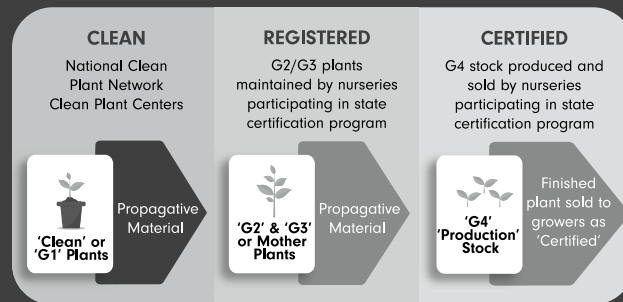 CLEAN
National Clean
Plant Network
Clean Plant Centers
'Clean' or
'G1' Plants
Propagative
Material
REGISTERED
G2/G3 plants
maintained by nurseries
participating in state
certification program
'G2' & 'G3'
or Mother
Plants
Propagative
Material
CERTIFIED
G4 stock produced and
sold by nurseries
participating in state
certification program
'G4'
'Production'
Stock
Finished
plant sold to
growers as
'Certified'